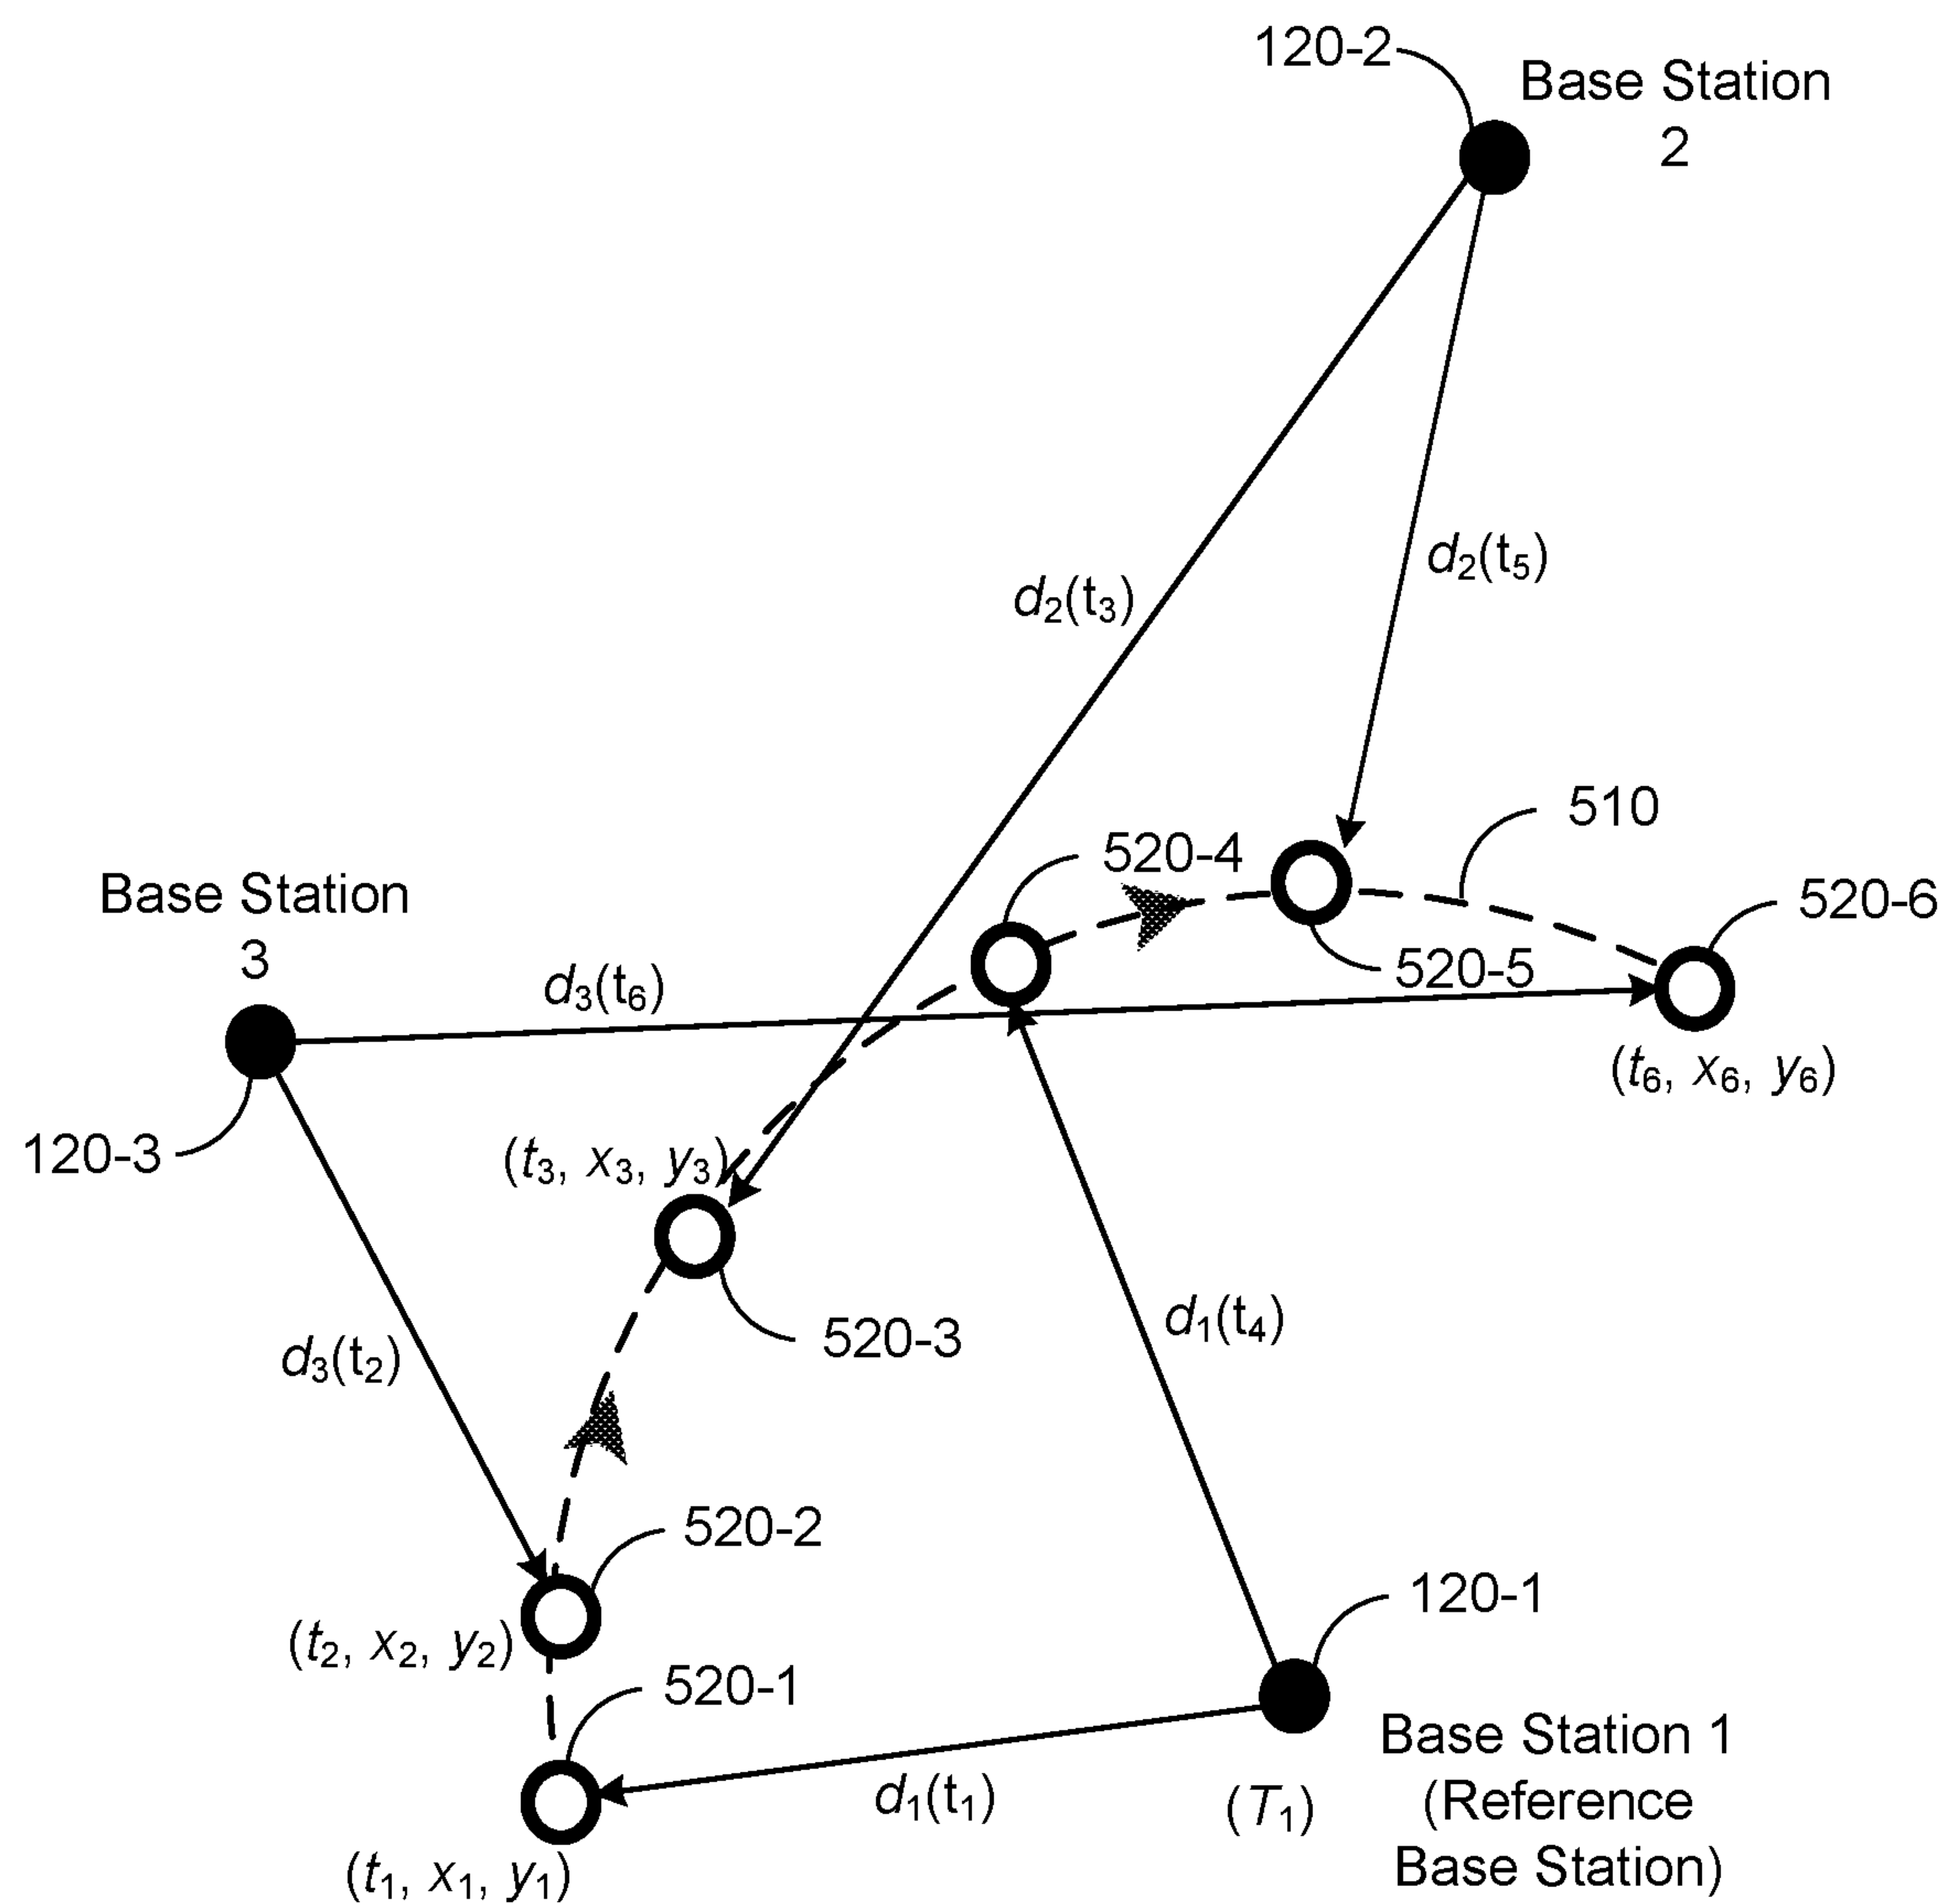 120-2
Base Station
2
d₂(t₅)
d₂(t₃)
510
520-4
520-6
Base Station
3
520-5
d₃(t₆)
(t₆, x₆, y₆)
120-3
(t₃, x₃, y₃)
d₁(t₄)
520-3
d₃(t₂)
520-2
120-1
(t₂, x₂, y₂)
520-1
Base Station 1
(Reference
Base Station)
d₁(t₁)
(T₁)
(t₁, x₁, y₁)